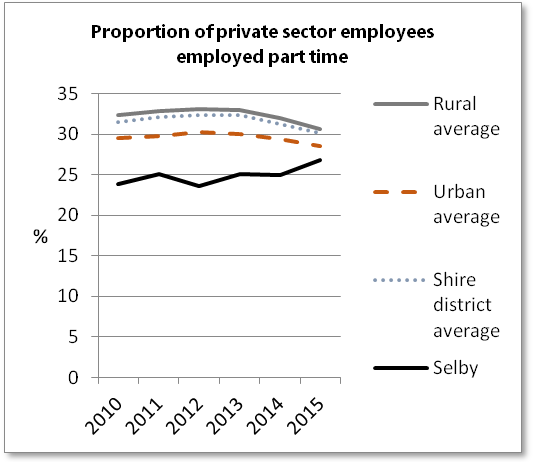 Proportion of private sector employees
employed part time
35
30
25
20
15
10
5
0
%
2010
2011
2012
2013
2014
2015
Rural
average
Urban
average
Shire
district
average
Selby